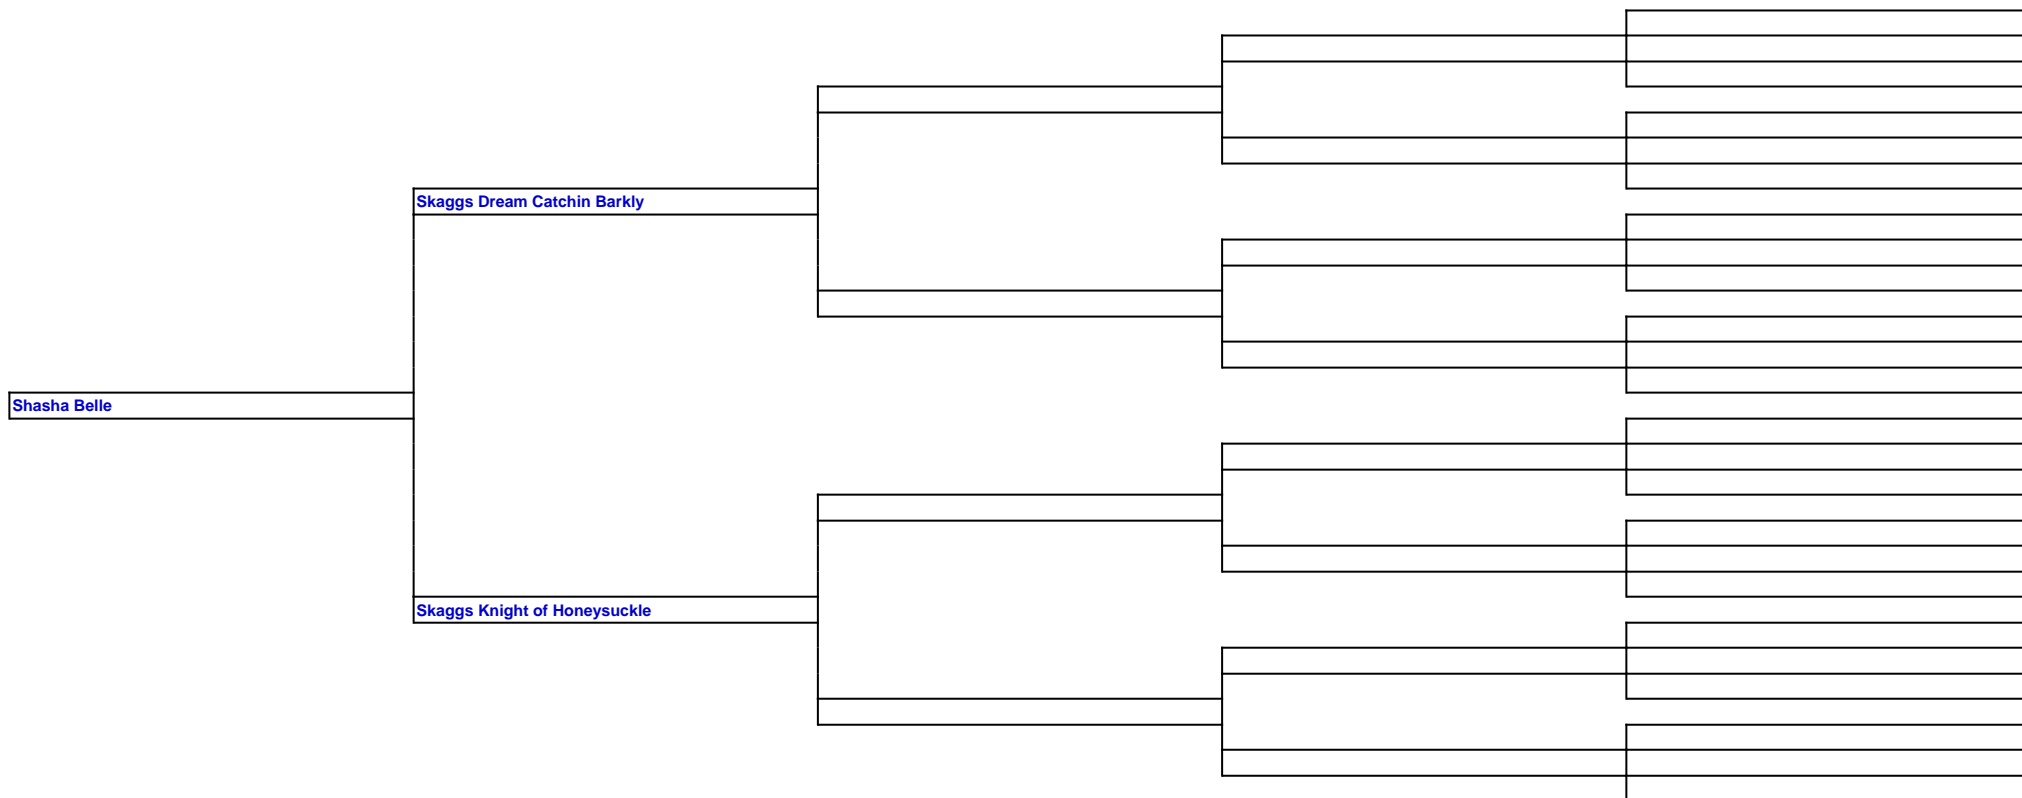 Skaggs Dream Catchin Barkly
Shasha Belle
Skaggs Knight of Honeysuckle